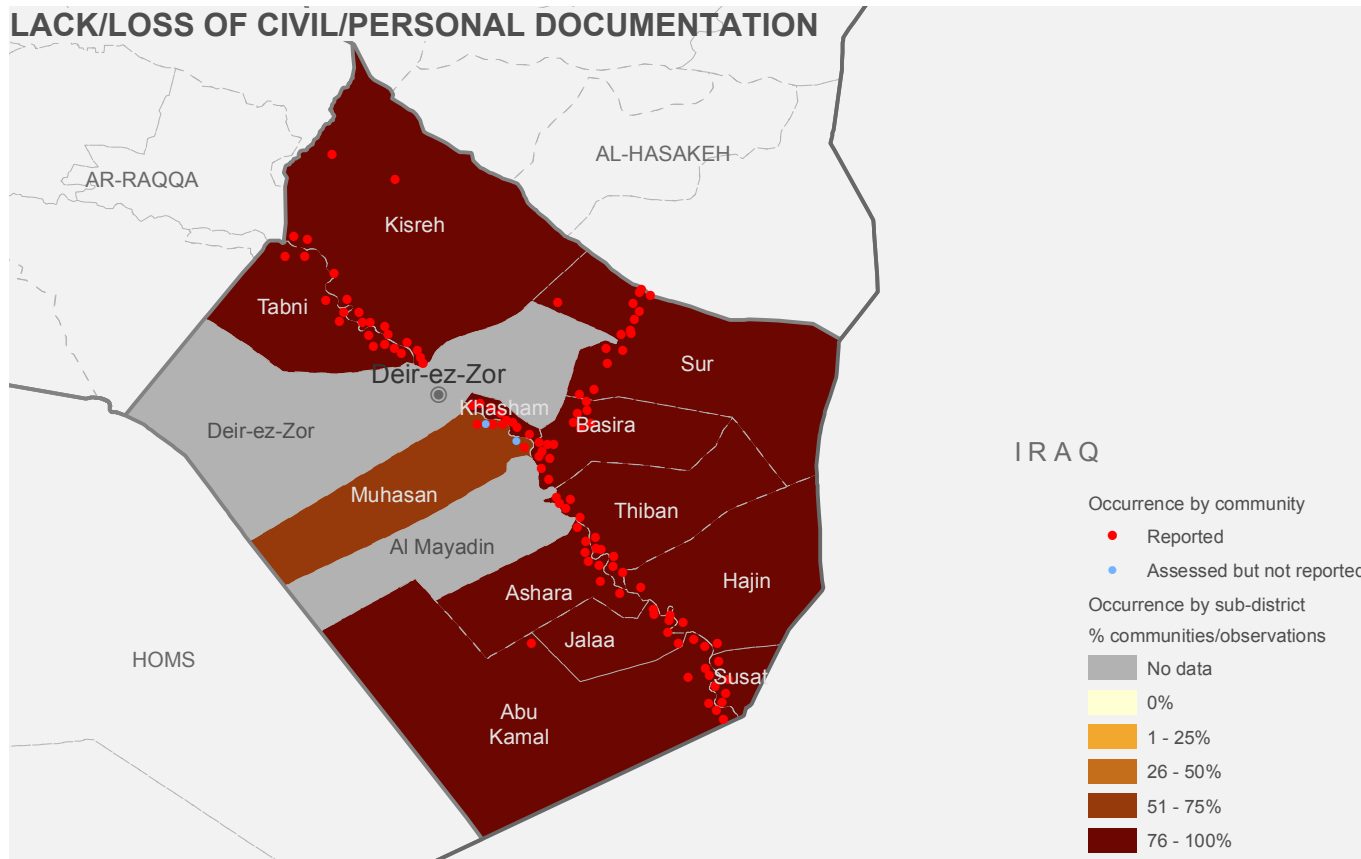 LACK/LOSS OF CIVIL/PERSONAL DOCUMENTATION
AL-HASAKEH
AR-RAQQA
Kisreh
Tabni
Sur
Deir-ez-Zor
Khasham
Basira
Deir-ez-Zor
IRAQ
Muhasan
Thiban
Al Mayadin
Hajin
Ashara
Jalaa
HOMS
Susat
Abu
Kamal
Occurrence by community
Reported
Assessed but not reported
Occurrence by sub-district
% communities/observations
No data
0%
1 - 25%
26 - 50%
51 - 75%
76 - 100%